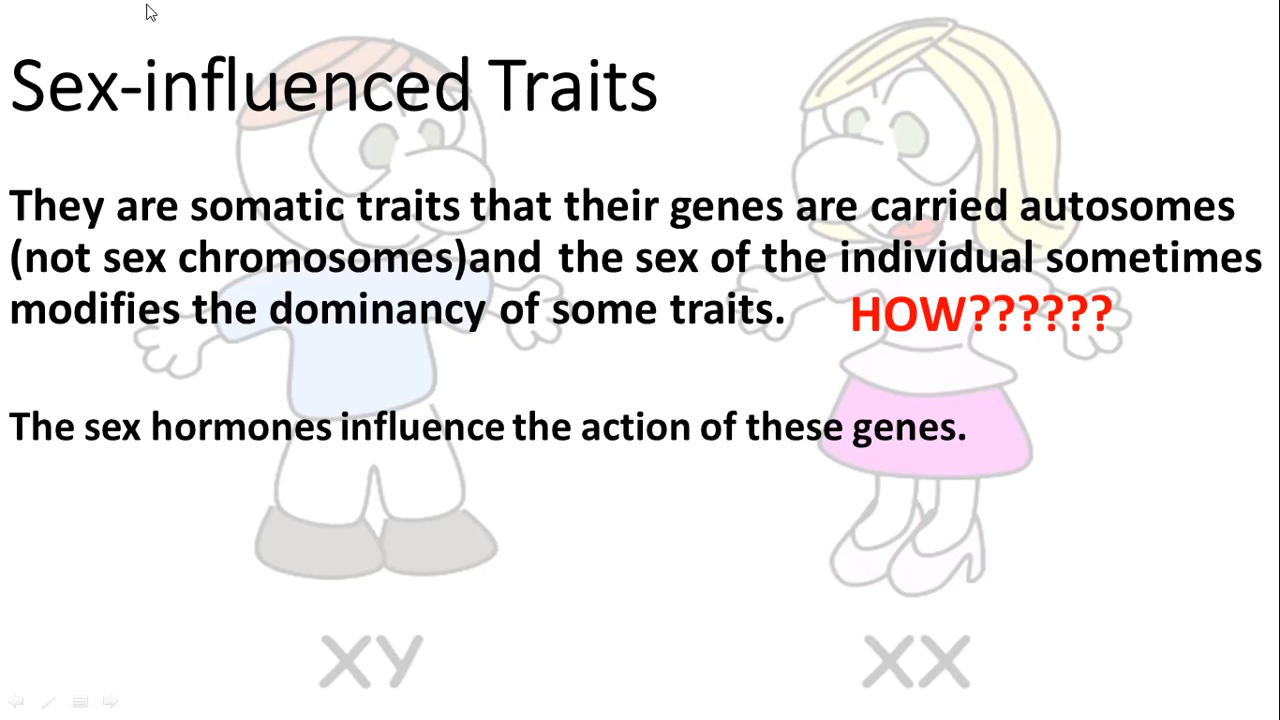 Sex-influenced Traits
They are somatic traits that their genes are carried autosomes
(not sex chromosomes)and the sex of the individual sometimes
modifies the dominancy of some traits. HOW??????
The sex hormones influence the action of these genes.
XY XX